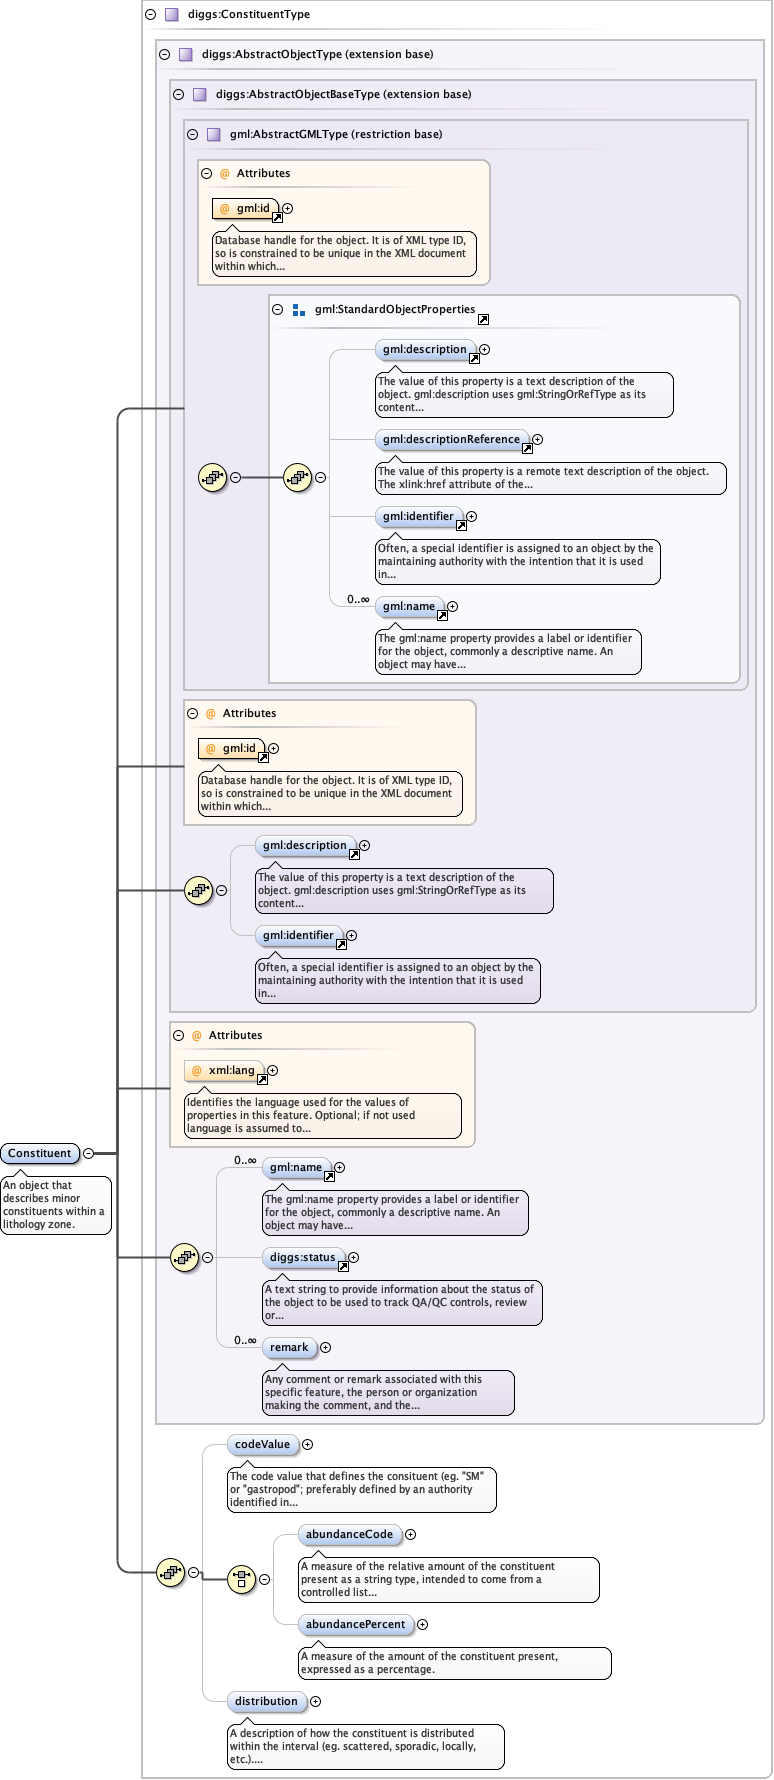 diggs:ConstituentType
diggs:AbstractObjectType (extension base)
diggs:AbstractObjectBaseType (extension base)
gml:AbstractGMLType (restriction base)
@ Attributes
@ gml:id
Database handle for the object. It is of XML type ID,
so is constrained to be unique in the XML document
within which...
gml:StandardObjectProperties
gml:description
The value of this property is a text description of the
object. gml:description uses gml:StringOrRefType as its
content...
gml:descriptionReference
The value of this property is a remote text description of the object.
The xlink:href attribute of the...
gml:identifier
Often, a special identifier is assigned to an object by the
maintaining authority with the intention that it is used
in...
0..∞
gml:name
The gml:name property provides a label or identifier
for the object, commonly a descriptive name. An
object may have...
@ Attributes
@ gml:id
Database handle for the object. It is of XML type ID,
so is constrained to be unique in the XML document
within which...
gml:description
The value of this property is a text description of the
object. gml:description uses gml:StringOrRefType as its
content...
gml:identifier
Often, a special identifier is assigned to an object by the
maintaining authority with the intention that it is used
in...
@ Attributes
@ xml:lang
Identifies the language used for the values of
properties in this feature. Optional; if not used
language is assumed to...
Constituent
An object that
describes minor
constituents within a
lithology zone.
0..∞
gml:name
The gml:name property provides a label or identifier
for the object, commonly a descriptive name. An
object may have...
diggs:status
A text string to provide information about the status of
the object to be used to track QA/QC controls, review
or...
0..∞
remark
Any comment or remark associated with this
specific feature, the person or organization
making the comment, and the...
codeValue
The code value that defines the consituent (eg. "SM"
or "gastropod"; preferably defined by an authority
identified in...
abundanceCode
A measure of the relative amount of the constituent
present as a string type, intended to come from a
controlled list...
abundancePercent
A measure of the amount of the constituent present,
expressed as a percentage.
distribution
A description of how the constituent is distributed
within the interval (eg. scattered, sporadic, locally,
etc.)....